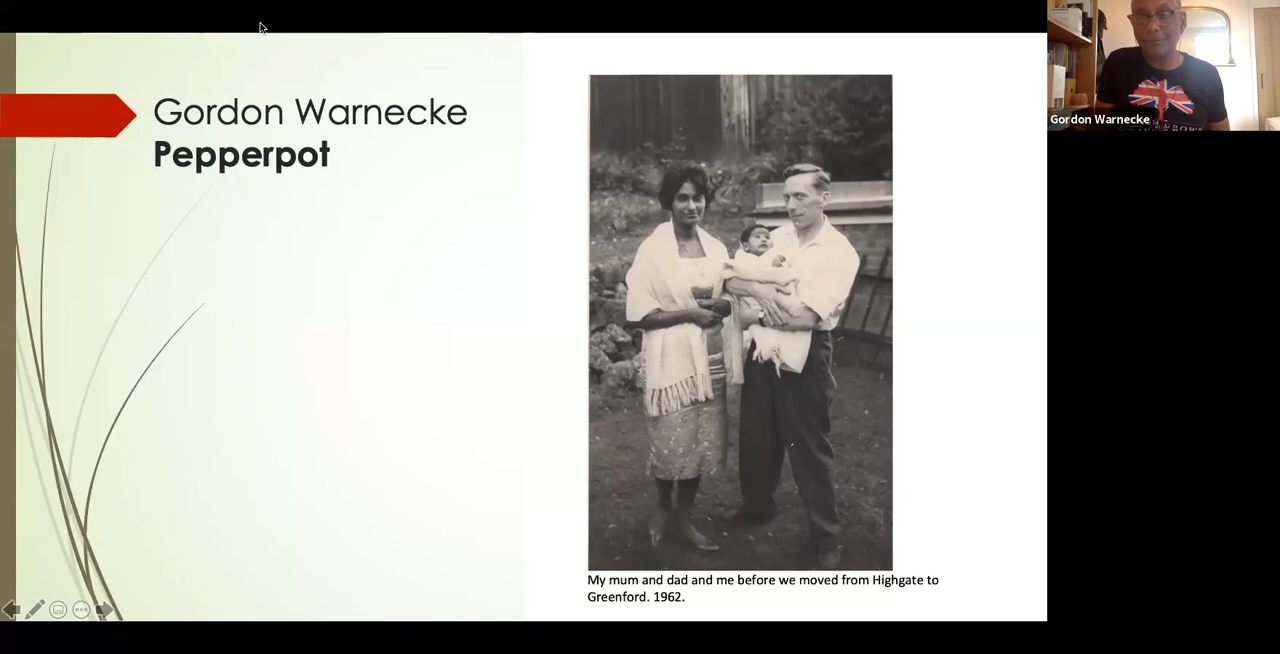 Gordon Warnecke
Pepperpot
My mum and dad and me before we moved from Highgate to
Greenford. 1962.
Gordon Warnecke